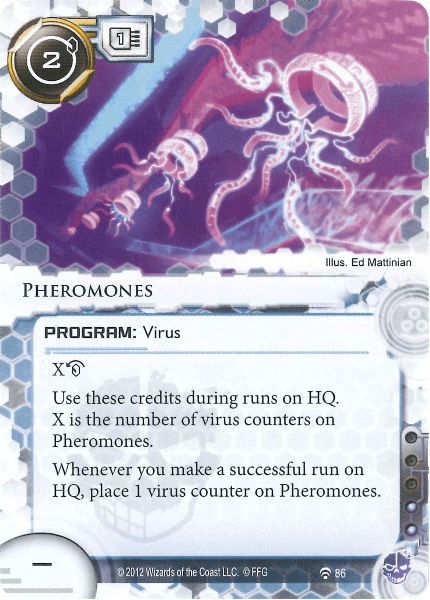 2
1
Illus. Ed Mattinian
PHEROMONES
PROGRAM: Virus
X
Use these credits during runs on HQ.
X is the number of virus counters on
Pheromones.
Whenever you make a successful run on
HQ, place 1 virus counter on Pheromones.
–
© 2012 Wizards of the Coast LLC. © FFG 86